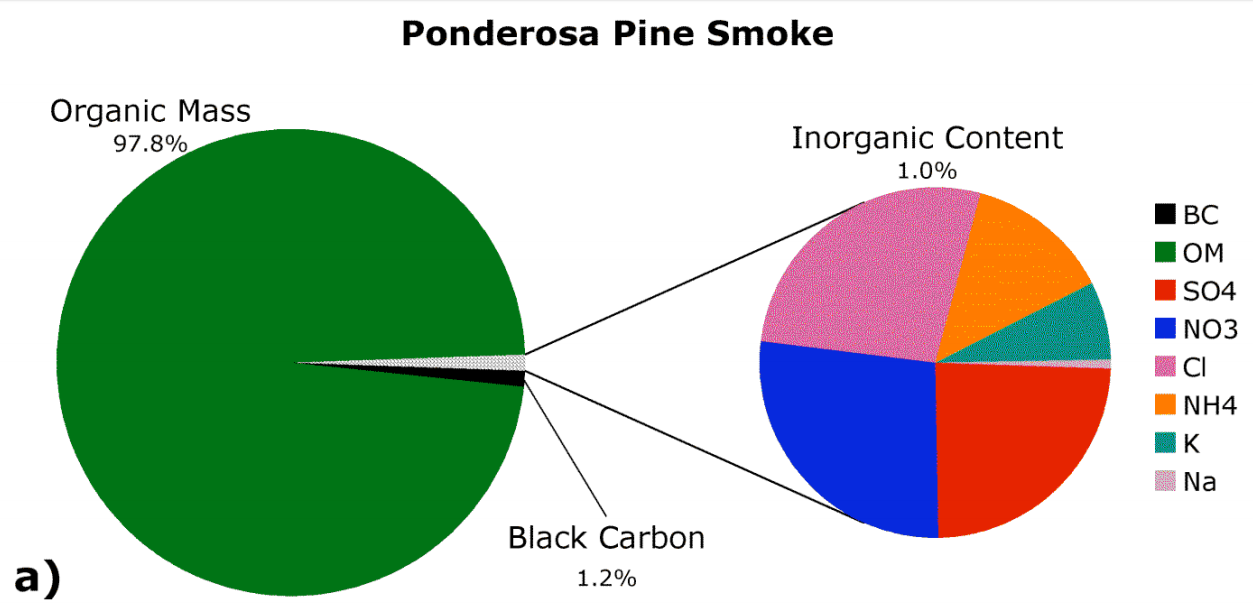 Ponderosa Pine Smoke
Organic Mass
97.8%
Inorganic Content
1.0%
BC
OM
SO4
NO3
Cl
NH4
K
Na
Black Carbon
1.2%
a)